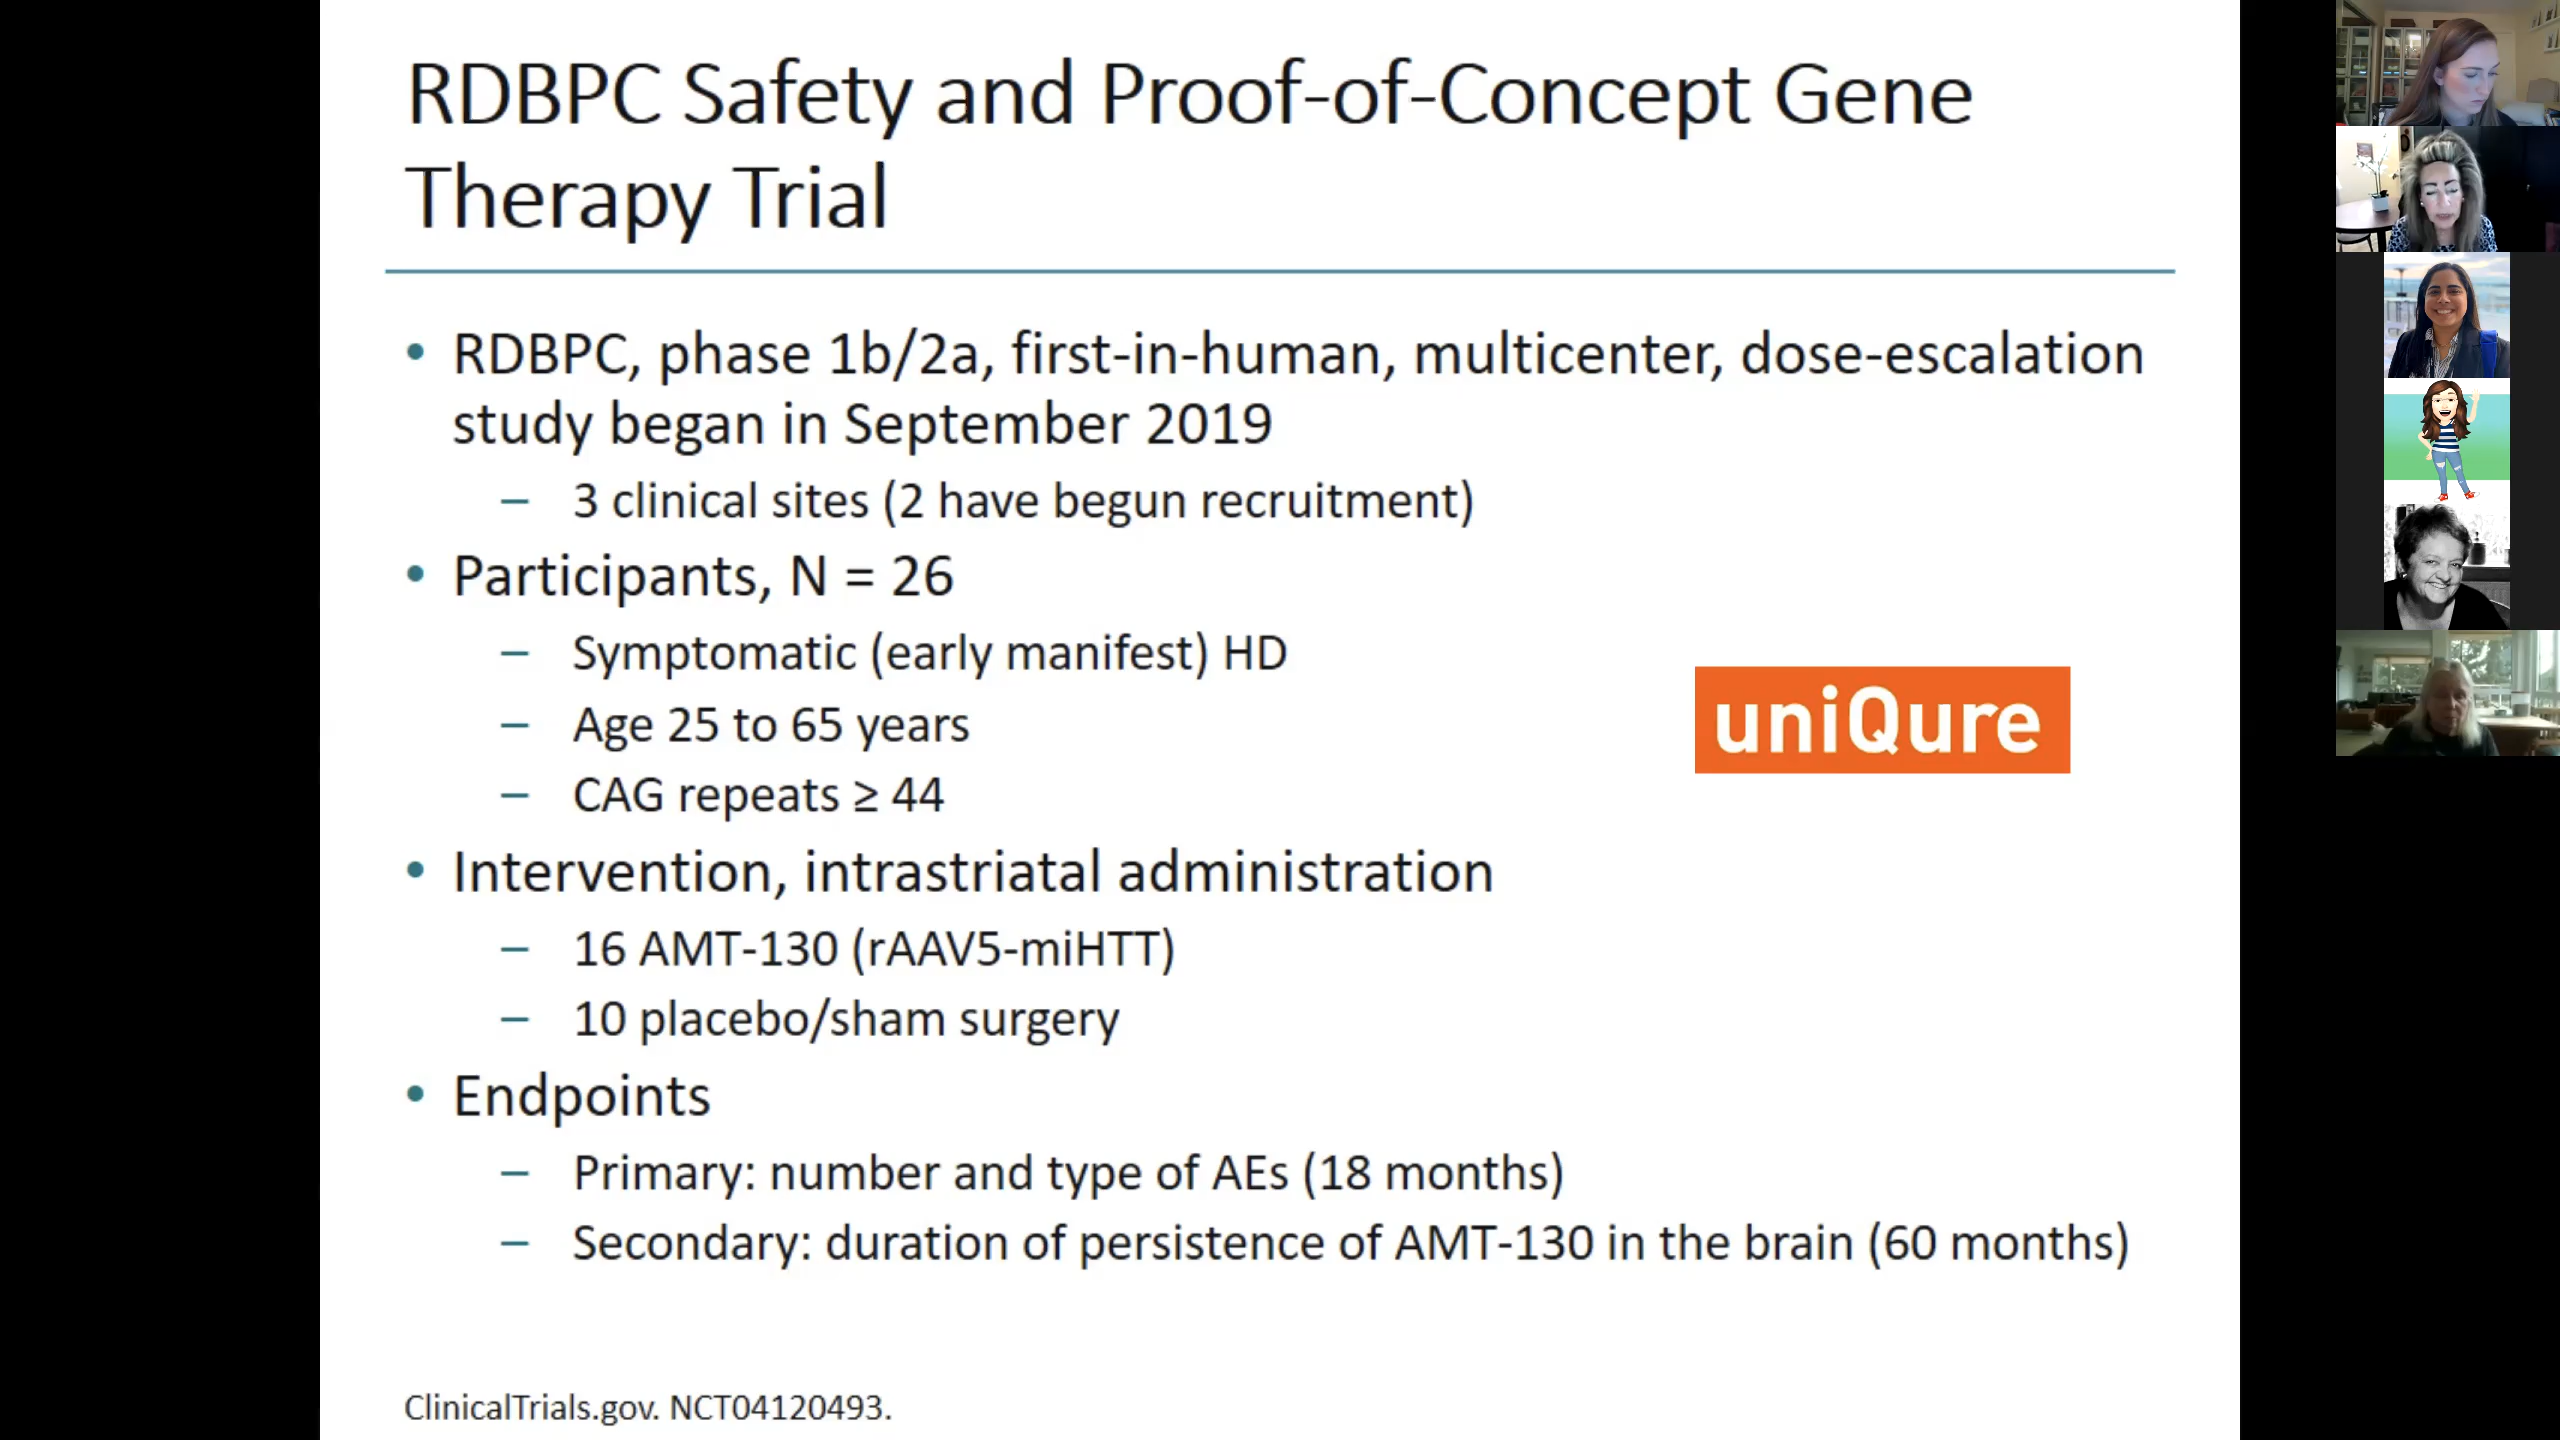 RDBPC Safety and Proof-of-Concept Gene
Therapy Trial
• RDBPC, phase 1b/2a, first-in-human, multicenter, dose-escalation
study began in September 2019
– 3 clinical sites (2 have begun recruitment)
• Participants, N = 26
– Symptomatic (early manifest) HD
– Age 25 to 65 years
– CAG repeats ≥ 44
uniQure
• Intervention, intrastriatal administration
– 16 AMT-130 (rAAV5-miHTT)
– 10 placebo/sham surgery
• Endpoints
– Primary: number and type of AEs (18 months)
– Secondary: duration of persistence of AMT-130 in the brain (60 months)
ClinicalTrials.gov. NCT04120493.